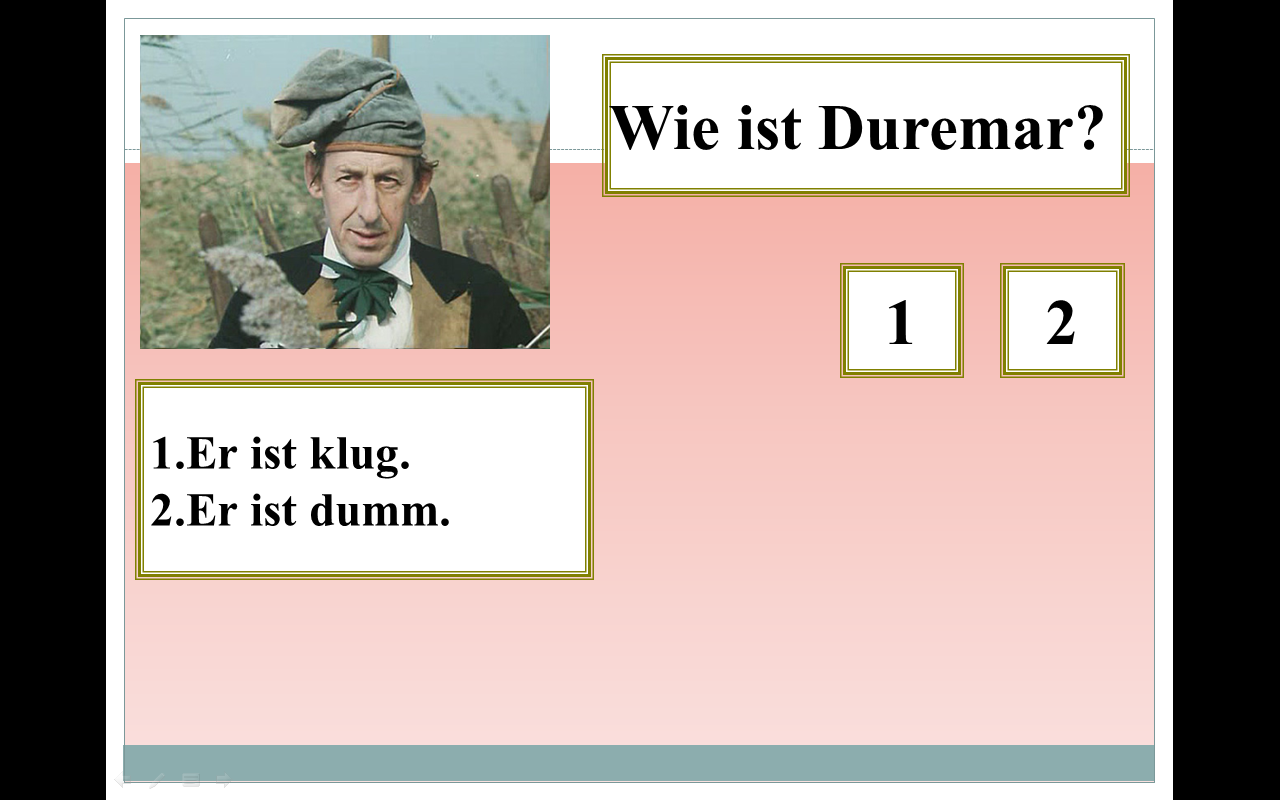 Wie ist Duremar?
1
2
1.Er ist klug.
2.Er ist dumm.